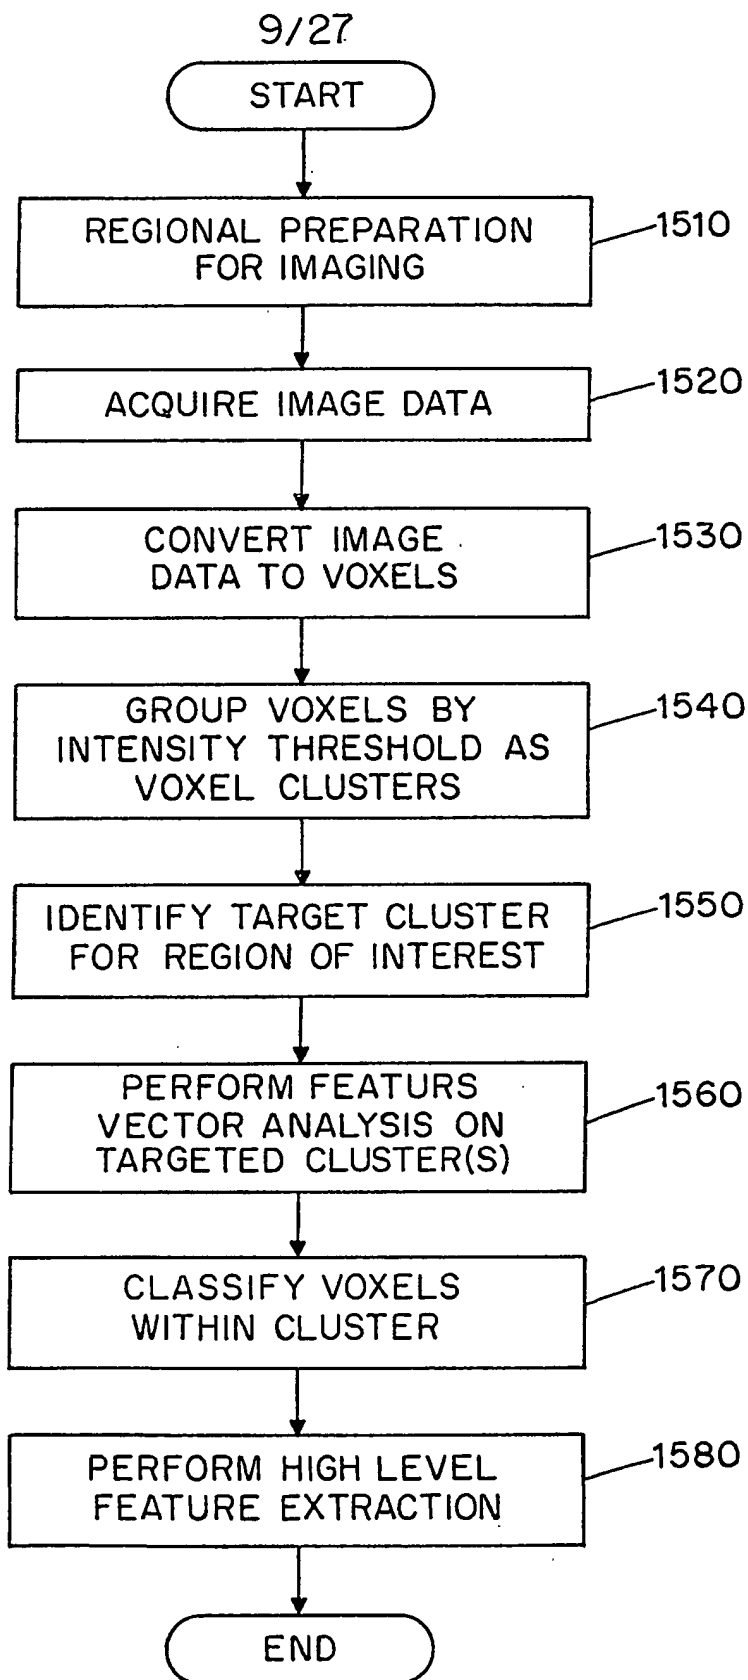 9/27
START
REGIONAL PREPARATION
FOR IMAGING
1510
ACQUIRE IMAGE DATA
1520
CONVERT IMAGE
DATA TO VOXELS
1530
GROUP VOXELS BY
INTENSITY THRESHOLD AS
VOXEL CLUSTERS
1540
IDENTIFY TARGET CLUSTER
FOR REGION OF INTEREST
1550
PERFORM FEATURS
VECTOR ANALYSIS ON
TARGETED CLUSTER(S)
1560
CLASSIFY VOXELS
WITHIN CLUSTER
1570
PERFORM HIGH LEVEL
FEATURE EXTRACTION
1580
END